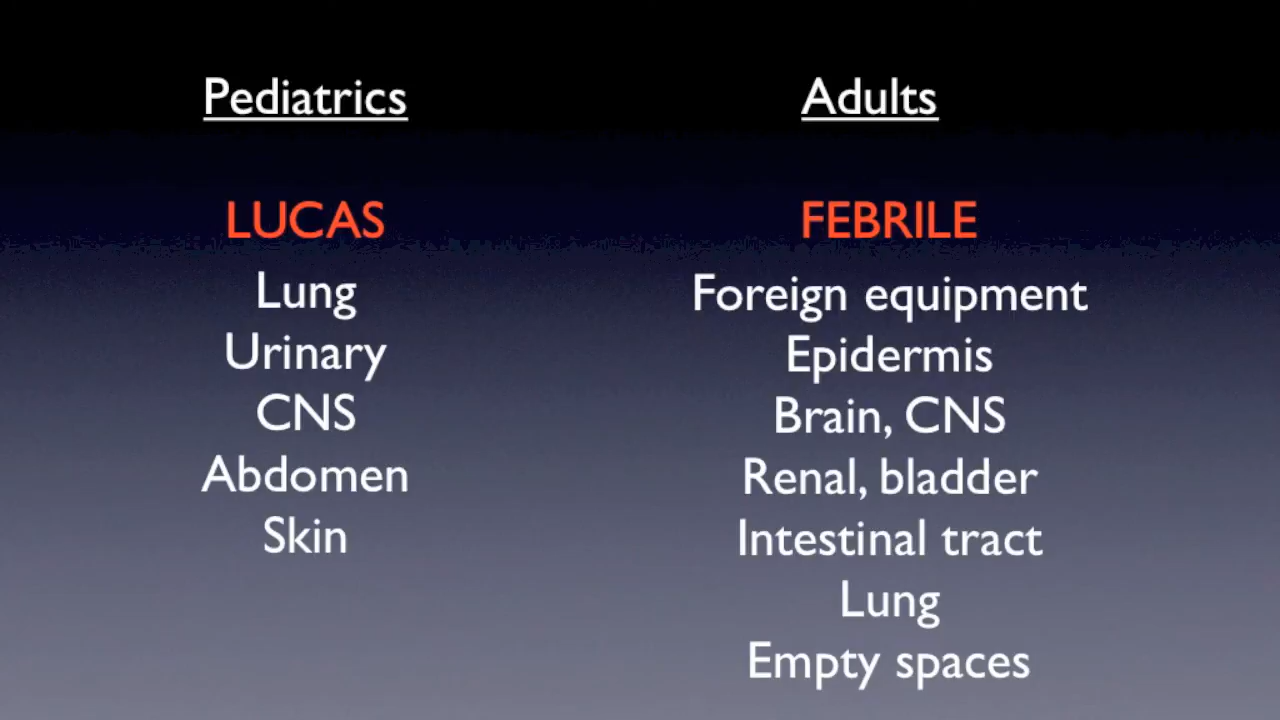 Pediatrics
LUCAS
Lung
Urinary
CNS
Abdomen
Skin
Adults
FEBRILE
Foreign equipment
Epidermis
Brain, CNS
Renal, bladder
Intestinal tract
Lung
Empty spaces